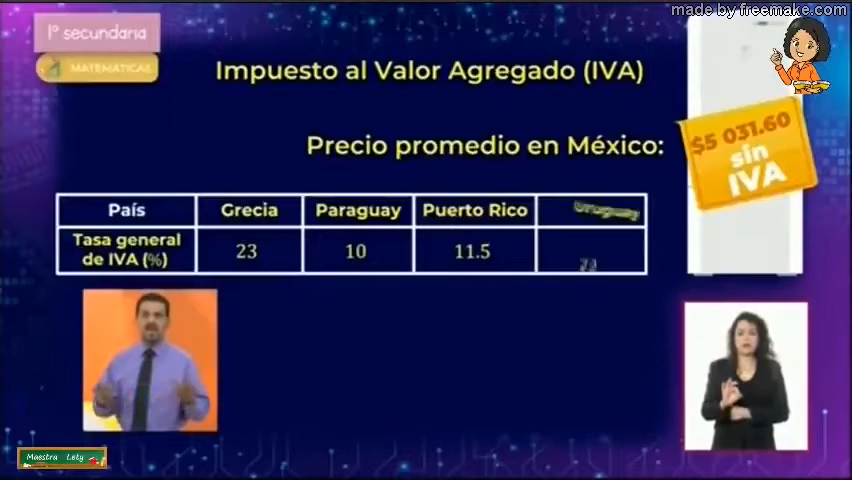 made by freemake.com
1° secundaria
MATEMÁTICAS
Impuesto al Valor Agregado (IVA)
Precio promedio en México:
$5 031.60
sin
IVA
País Grecia Paraguay Puerto Rico Uruguay
Tasa general
de IVA (%) 23 10 11.5
Maestra Lety